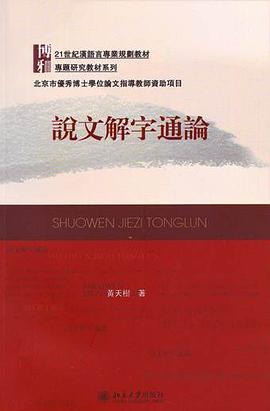 博雅
21世紀漢語言專業規劃教材
專題研究教材系列
北京市優秀博士學位論文指導教師資助項目
說文解字通論
SHUOWEN JIEZI TONGLUN
黃天樹 著
北京大學出版社